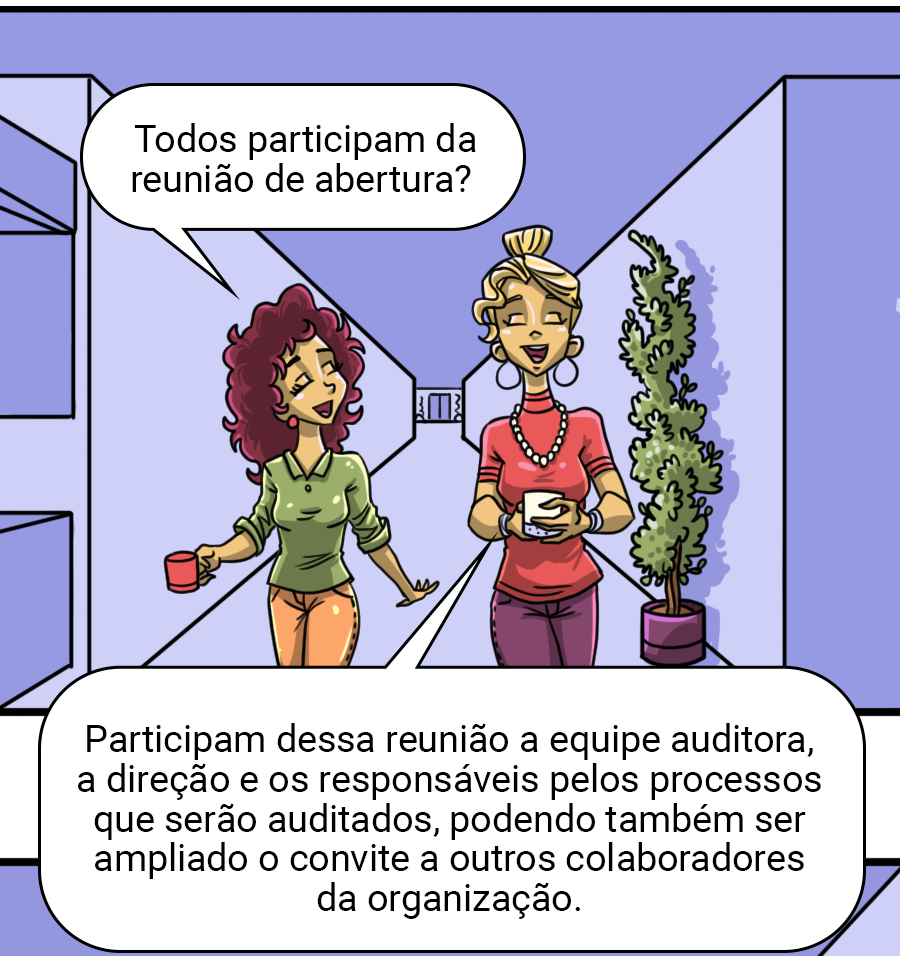 Todos participam da
reunião de abertura?
Participam dessa reunião a equipe auditora,
a direção e os responsáveis pelos processos
que serão auditados, podendo também ser
ampliado o convite a outros colaboradores
da organização.